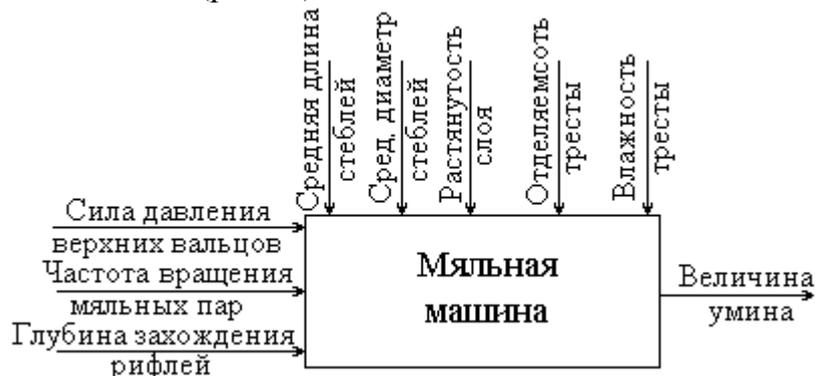 Средняя длина
стеблей
Сред. диаметр
стеблей
Растянутость
слоя
Отделяемсоть
тресты
Влажность
тресты
Сила давления
верхних вальцов
Частота вращения
мяльных пар
Глубина захождения
рифлей
Мяльная
машина
Величина
умина